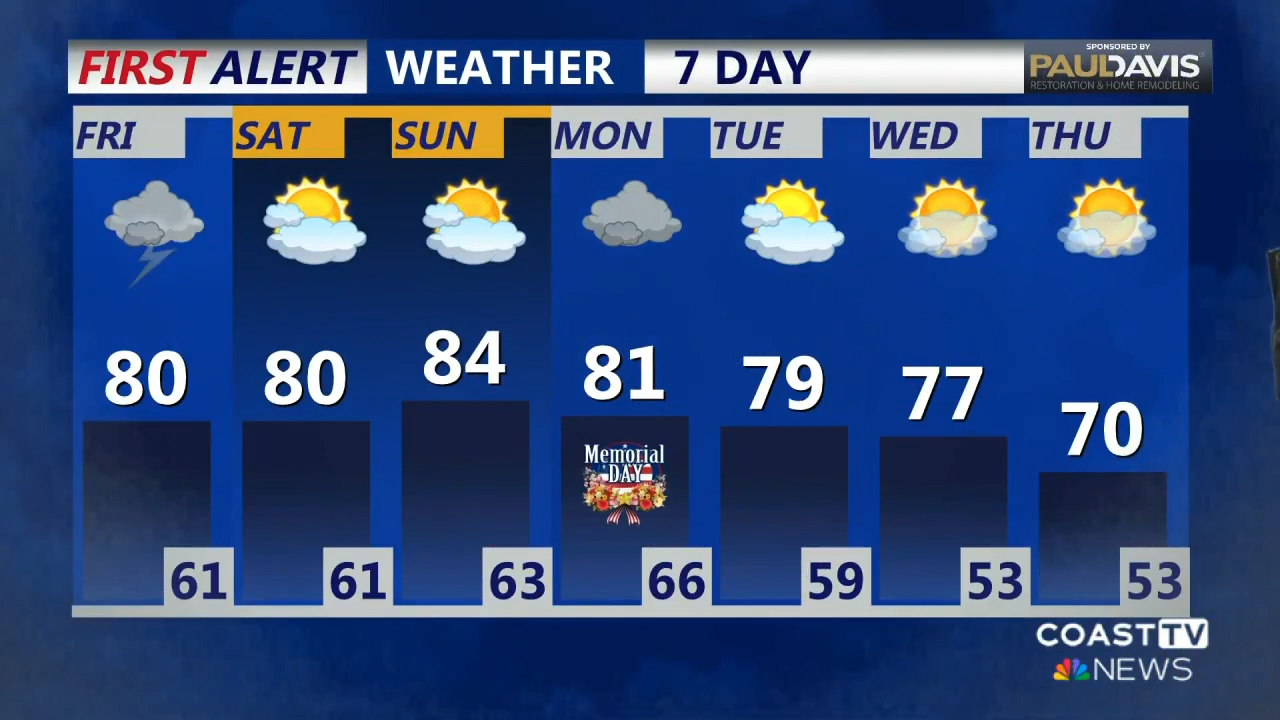 FIRST ALERT WEATHER 7 DAY
SPONSORED BY
PAUL DAVIS
RESTORATION & HOME REMODELING
FRI SAT SUN MON TUE WED THU
80 80 84 81 79 77 70
Memorial
DAY
61 61 63 66 59 53 53
COAST TV
NEWS